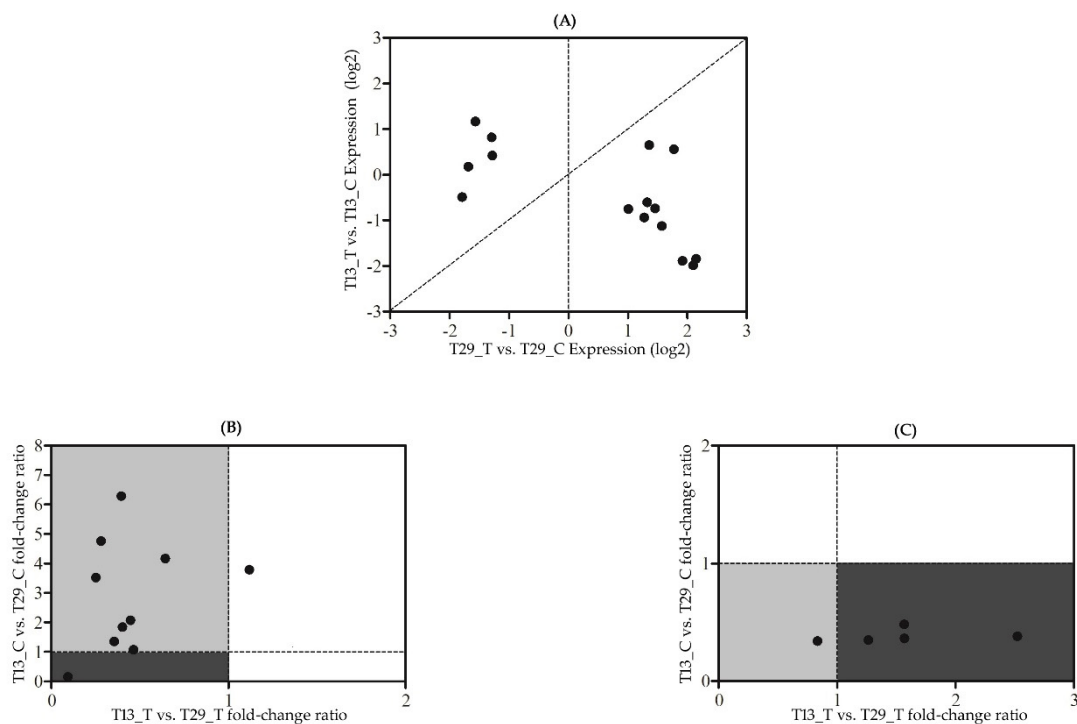 (A)
3
2
1
0
-1
-2
-3
T13_T vs. T13_C Expression (log2)
-3 -2 -1 0 1 2 3
T29_T vs. T29_C Expression (log2)
(B)
8
7
6
5
4
3
2
1
0
T13_C vs. T29_C fold-change ratio
0 1 2
T13_T vs. T29_T fold-change ratio
(C)
2
1
0
T13_C vs. T29_C fold-change ratio
0 1 2 3
T13_T vs. T29_T fold-change ratio